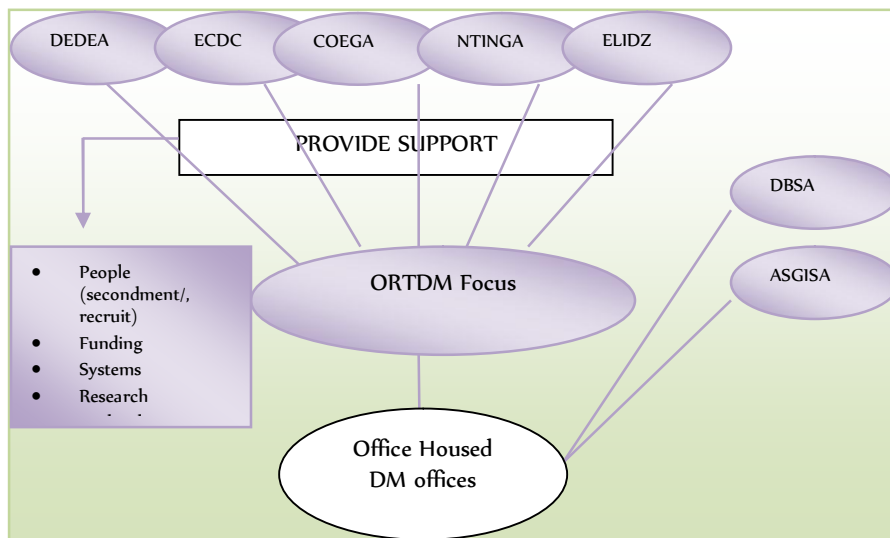 DEDEA
ECDC
COEGA
NTINGA
ELIDZ
PROVIDE SUPPORT
DBSA
ASGISA
• People
(secondment/,
recruit)
• Funding
• Systems
• Research
ORTDM Focus
Office Housed
DM offices